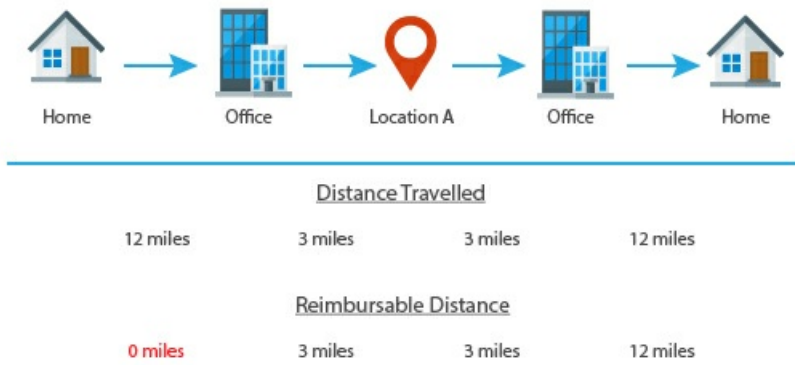 Home Office Location A Office Home
Distance Travelled
12 miles 3 miles 3 miles 12 miles
Reimbursable Distance
0 miles 3 miles 3 miles 12 miles